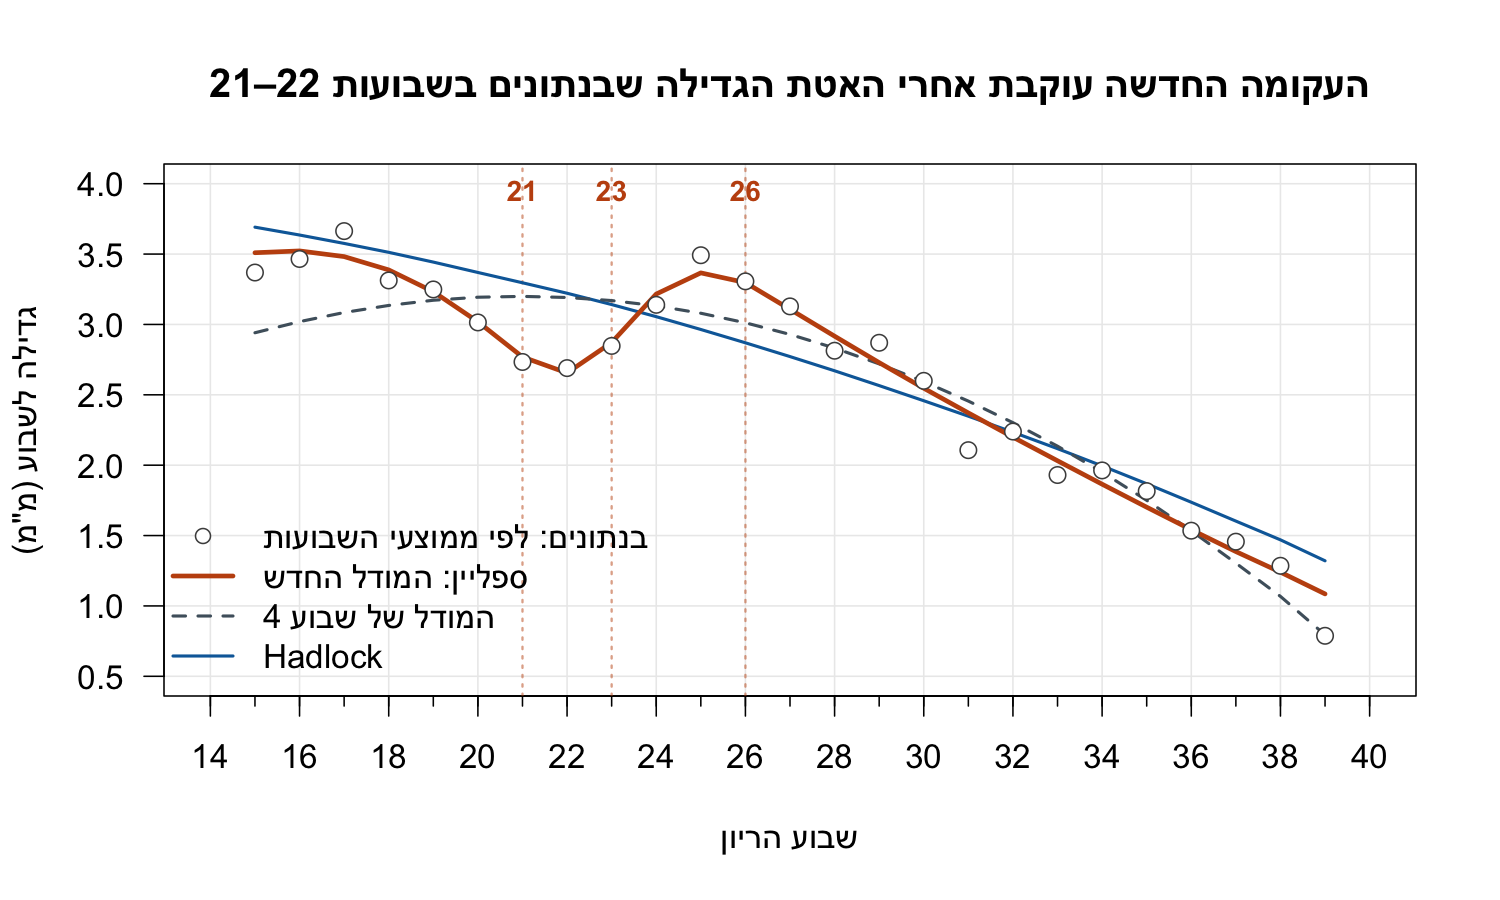 העקומה החדשה עוקבת אחרי האטת הגדילה שבנתונים בשבועות 21–22
גדילה לשבוע (מ"מ)
4.0
3.5
3.0
2.5
2.0
1.5
1.0
0.5
21 23 26
בנתונים: לפי ממוצעי השבועות
ספליין: המודל החדש
המודל של שבוע 4
Hadlock
14 16 18 20 22 24 26 28 30 32 34 36 38 40
שבוע הריון